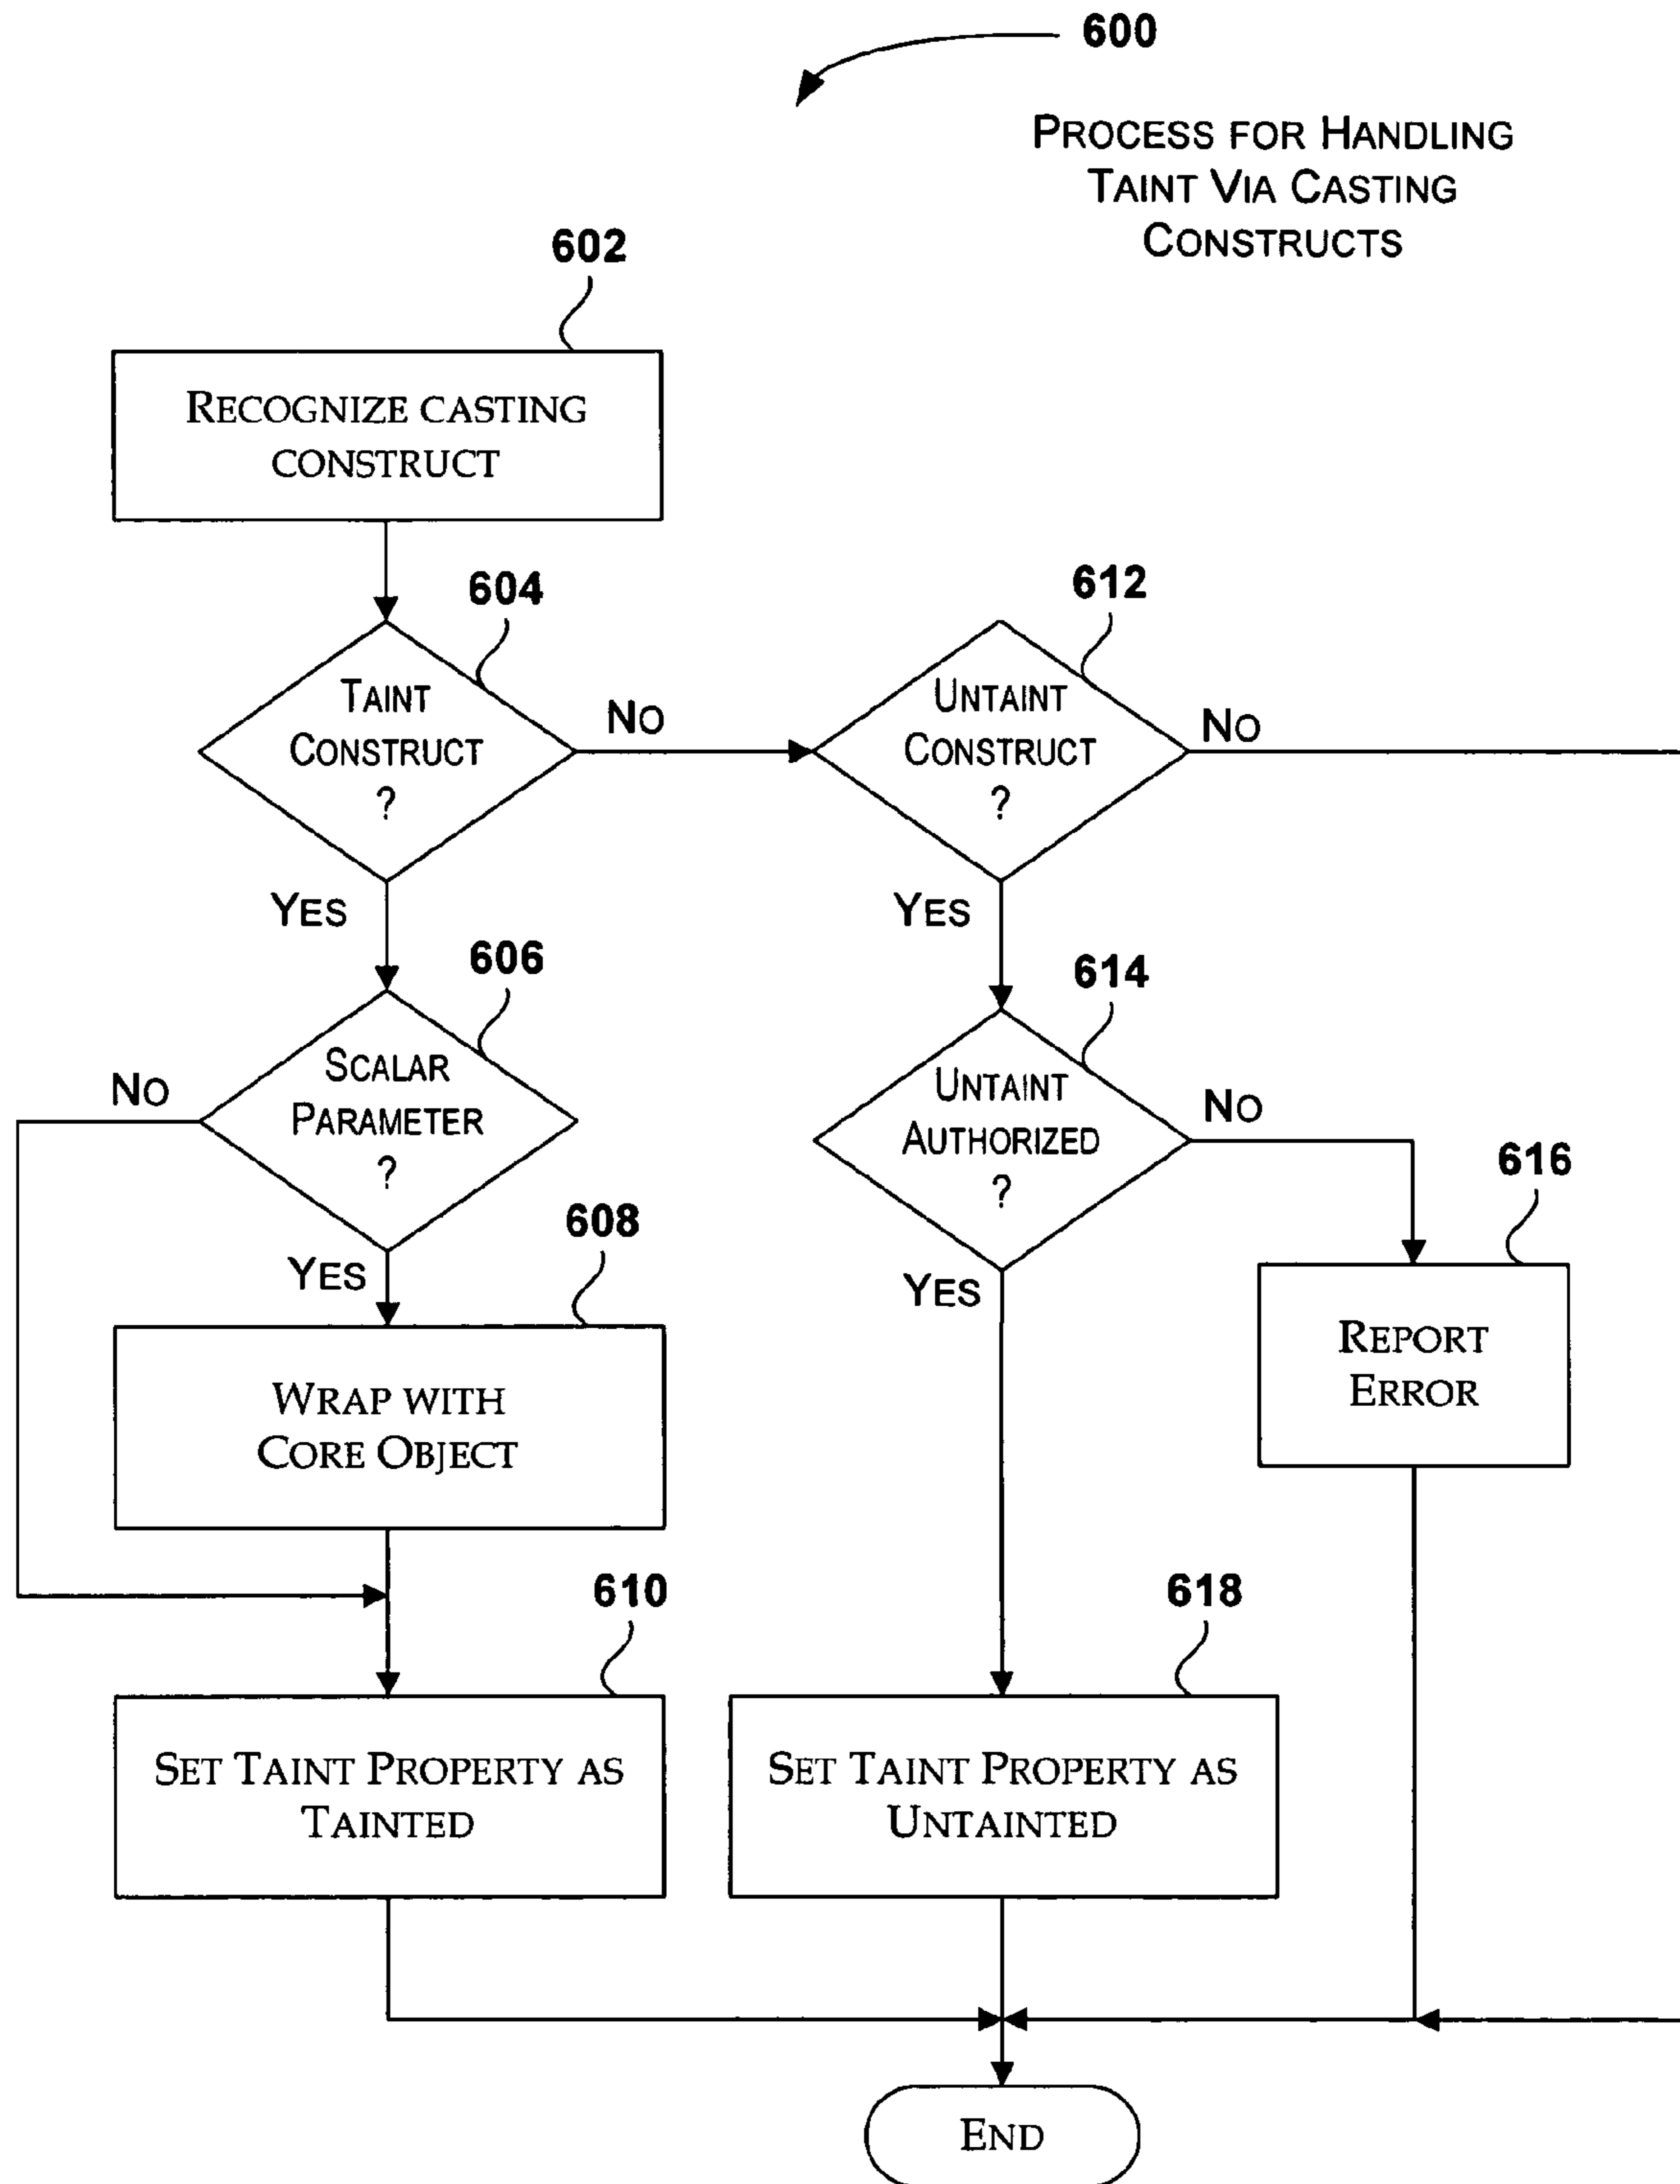 600
PROCESS FOR HANDLING
TAINT VIA CASTING
CONSTRUCTS
602
RECOGNIZE CASTING
CONSTRUCT
604
TAINT
CONSTRUCT
?
NO
YES
612
UNTAINT
CONSTRUCT
?
NO
YES
606
SCALAR
PARAMETER
?
NO
YES
614
UNTAINT
AUTHORIZED
?
NO
YES
616
REPORT
ERROR
608
WRAP WITH
CORE OBJECT
610
SET TAINT PROPERTY AS
TAINTED
618
SET TAINT PROPERTY AS
UNTAINTED
END